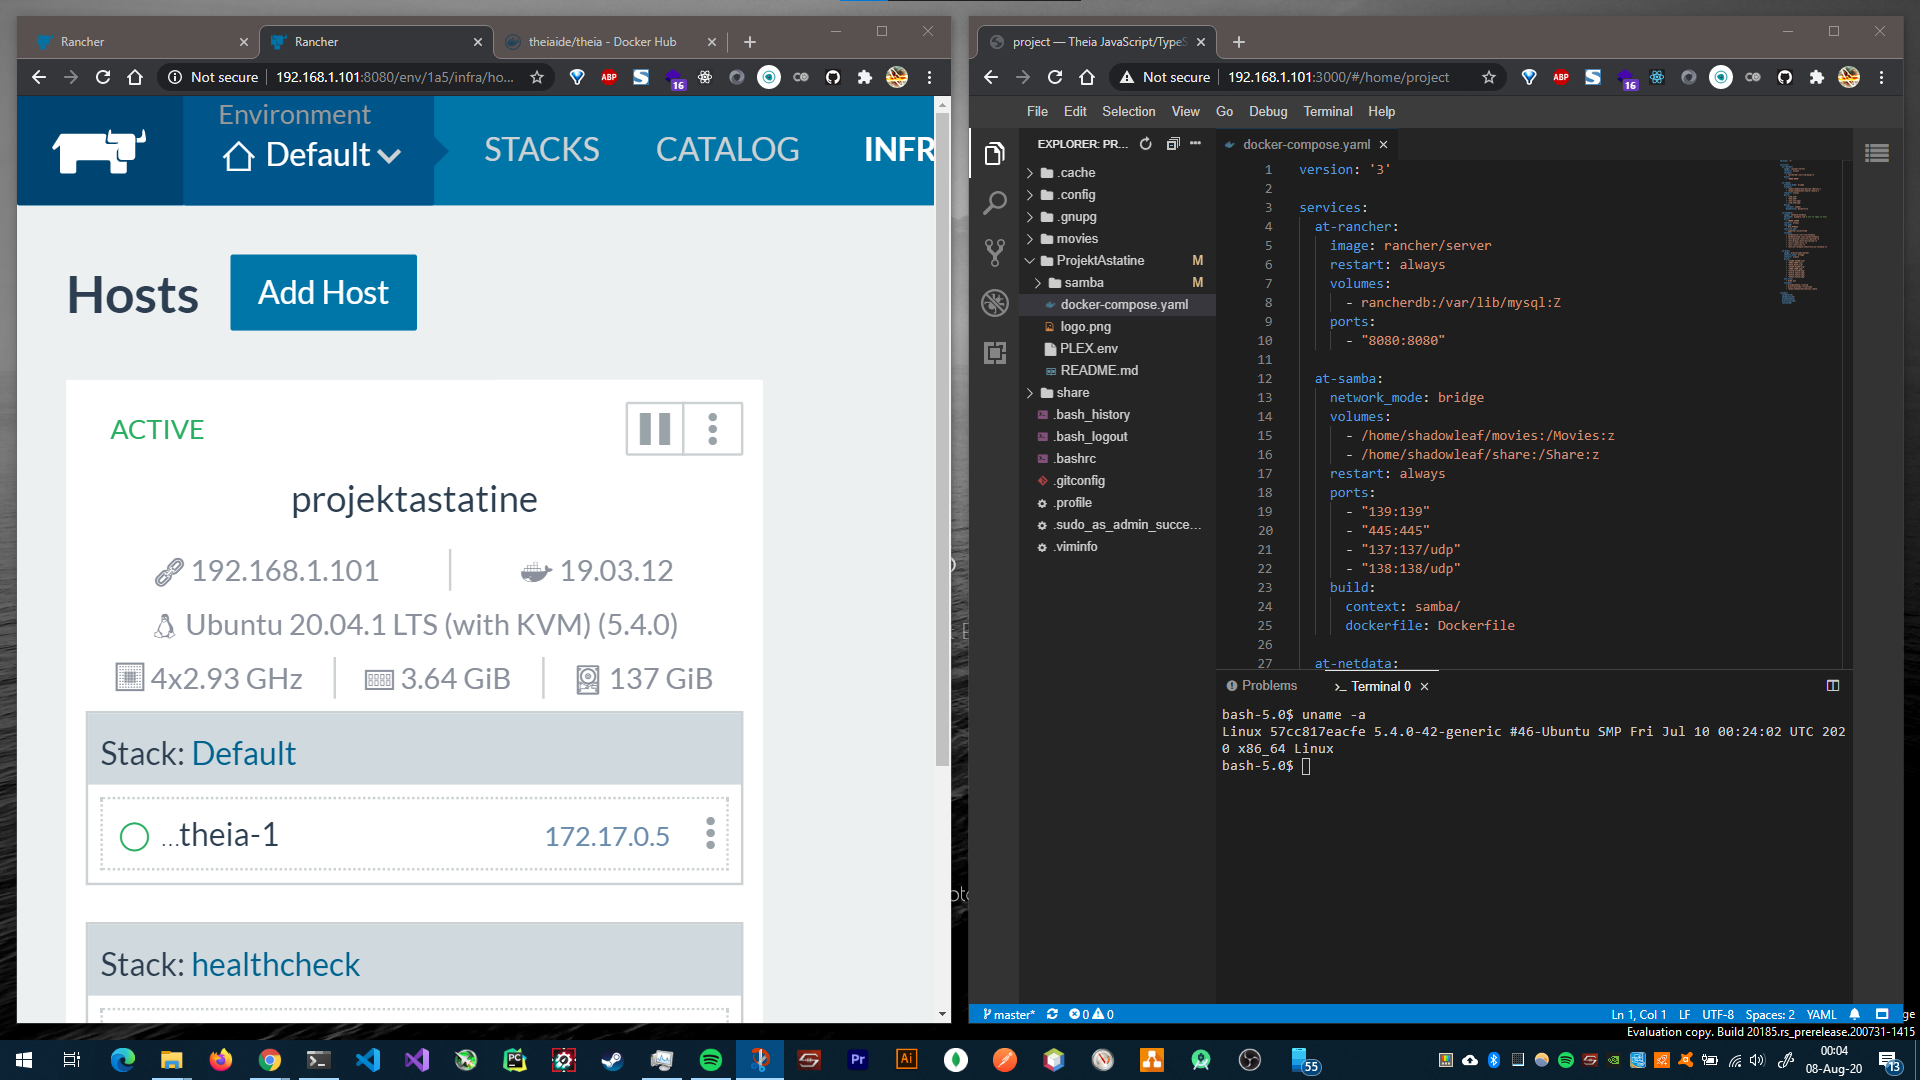 Rancher
Rancher
theiaide/theia - Docker Hub
Not secure
192.168.1.101:8080/env/1a5/infra/ho...
ABP
16
Environment
Default
STACKS
CATALOG
INFR
Hosts
Add Host
ACTIVE
projektastatine
192.168.1.101
19.03.12
Ubuntu 20.04.1 LTS (with KVM) (5.4.0)
4x2.93 GHz
3.64 GiB
137 GiB
Stack: Default
...theia-1
172.17.0.5
Stack: healthcheck
project — Theia JavaScript/TypeS
Not secure
192.168.1.101:3000/#/home/project
ABP
16
File Edit Selection View Go Debug Terminal Help
EXPLORER: PR...
.cache
.config
.gnupg
movies
ProjektAstatine M
samba M
docker-compose.yaml
logo.png
PLEX.env
README.md
share
.bash_history
.bash_logout
.bashrc
.gitconfig
.profile
.sudo_as_admin_succe...
.viminfo
docker-compose.yaml
1 version: '3'
2
3 services:
4 at-rancher:
5 image: rancher/server
6 restart: always
7 volumes:
8 - rancherdb:/var/lib/mysql:Z
9 ports:
10 - "8080:8080"
11
12 at-samba:
13 network_mode: bridge
14 volumes:
15 - /home/shadowleaf/movies:/Movies:z
16 - /home/shadowleaf/share:/Share:z
17 restart: always
18 ports:
19 - "139:139"
20 - "445:445"
21 - "137:137/udp"
22 - "138:138/udp"
23 build:
24 context: samba/
25 dockerfile: Dockerfile
26
27 at-netdata:
Problems
Terminal 0
bash-5.0$ uname -a
Linux 57cc817eacfe 5.4.0-42-generic #46-Ubuntu SMP Fri Jul 10 00:24:02 UTC 202
0 x86_64 Linux
bash-5.0$
master*
0
0
Ln 1, Col 1
LF
UTF-8
Spaces: 2
YAML
ge
Evaluation copy. Build 20185.rs_prerelease.200731-1415
PC
Pr
Ai
55
00:04
08-Aug-20
13